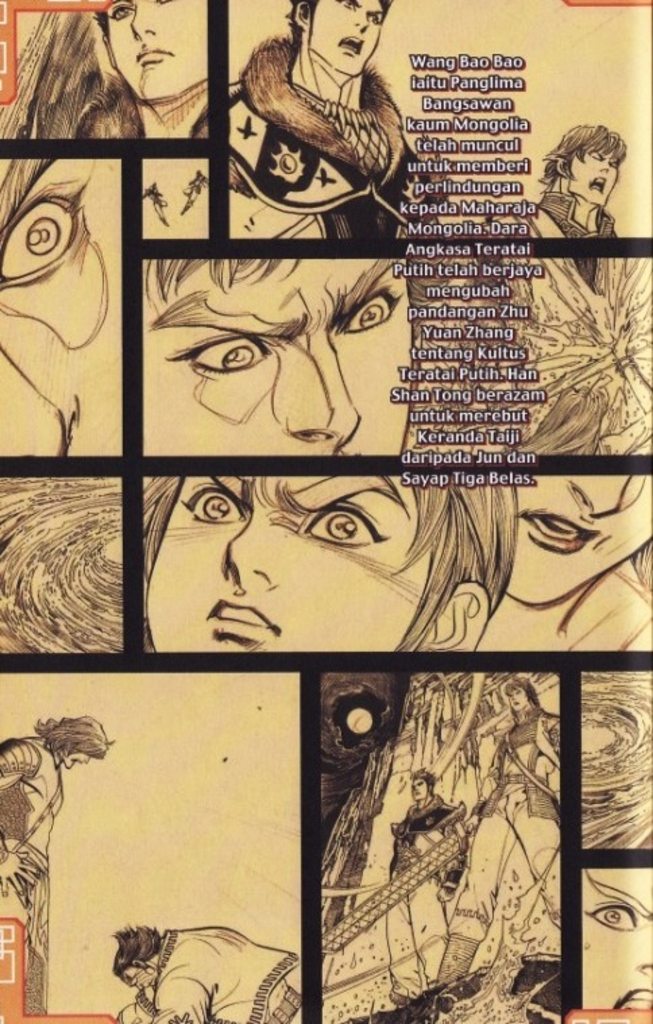 Wang Bao Bao
iaitu Panglima
Bangsawan
kaum Mongolia
telah muncul
untuk memberi
perlindungan
kepada Maharaja
Mongolia. Dara
Angkasa Teratai
Putih telah berjaya
mengubah
pandangan Zhu
Yuan Zhang
tentang Kultus
Teratai Putih. Han
Shan Tong berazam
untuk merebut
Keranda Taiji
daripada Jun dan
Sayap Tiga Belas.